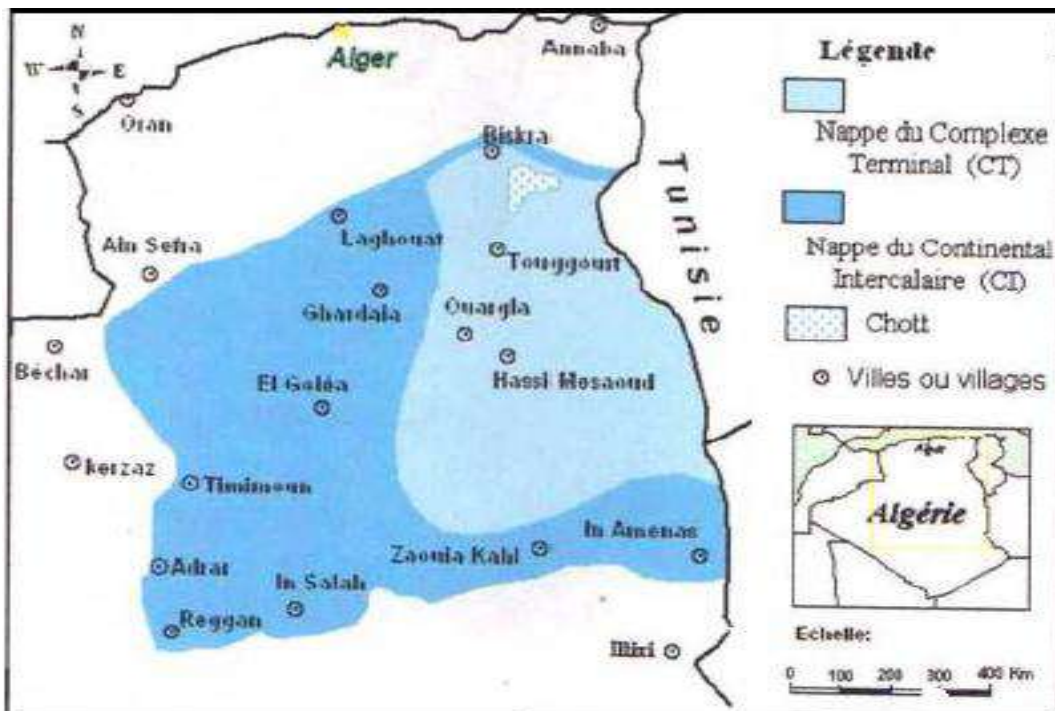 N
W E
S
Alger
Annaba
Oran
Biskra
Laghouat
Aïn Sefra
Touggourt
Ghardaïa
Ouargla
Hassi Mesaoud
Béchar
El Goléa
kerzaz
Timimoun
In Amenas
Zaouia Kahl
Adrar
In Salah
Reggan
Illizi
Tunisie
Légende
Nappe du Complexe
Terminal (CT)
Nappe du Continental
Intercalaire (CI)
Chott
Villes ou villages
Alger
Algérie
Echelle:
0 100 200 300 400 Km